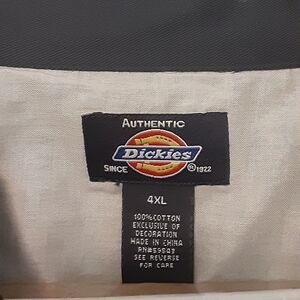 AUTHENTIC
Dickies
SINCE ® 1922
4XL
100% COTTON
EXCLUSIVE OF
DECORATION
MADE IN CHINA
SEE REVERSE
FOR CARE